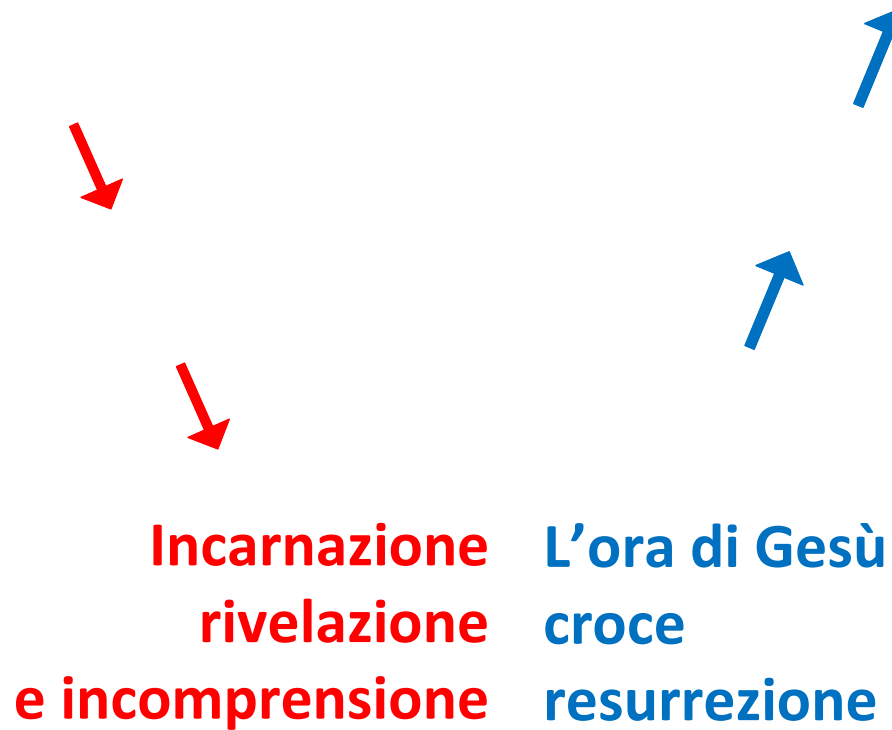 Incarnazione
rivelazione
e incomprensione
L’ora di Gesù
croce
resurrezione